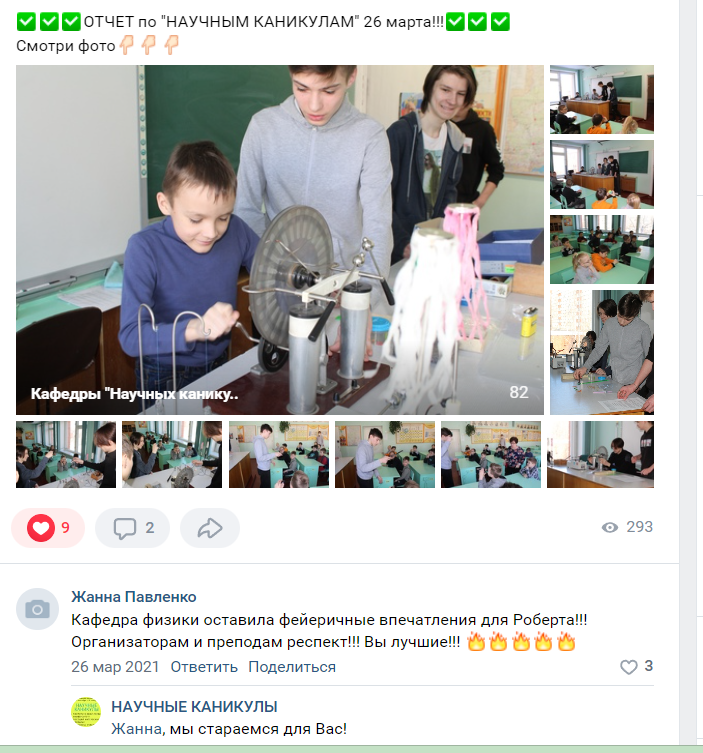 ✅✅✅ОТЧЕТ по "НАУЧНЫМ КАНИКУЛАМ" 26 марта!!!✅✅✅
Смотри фото👇🏻👇🏻👇🏻
Кафедры "Научных канику..
82
9
2
293
Жанна Павленко
Кафедра физики оставила фейеричные впечатления для Роберта!!!
Организаторам и преподам респект!!! Вы лучшие!!! 🔥🔥🔥🔥🔥
26 мар 2021 Ответить Поделиться
3
НАУЧНЫЕ КАНИКУЛЫ
Жанна, мы стараемся для Вас!